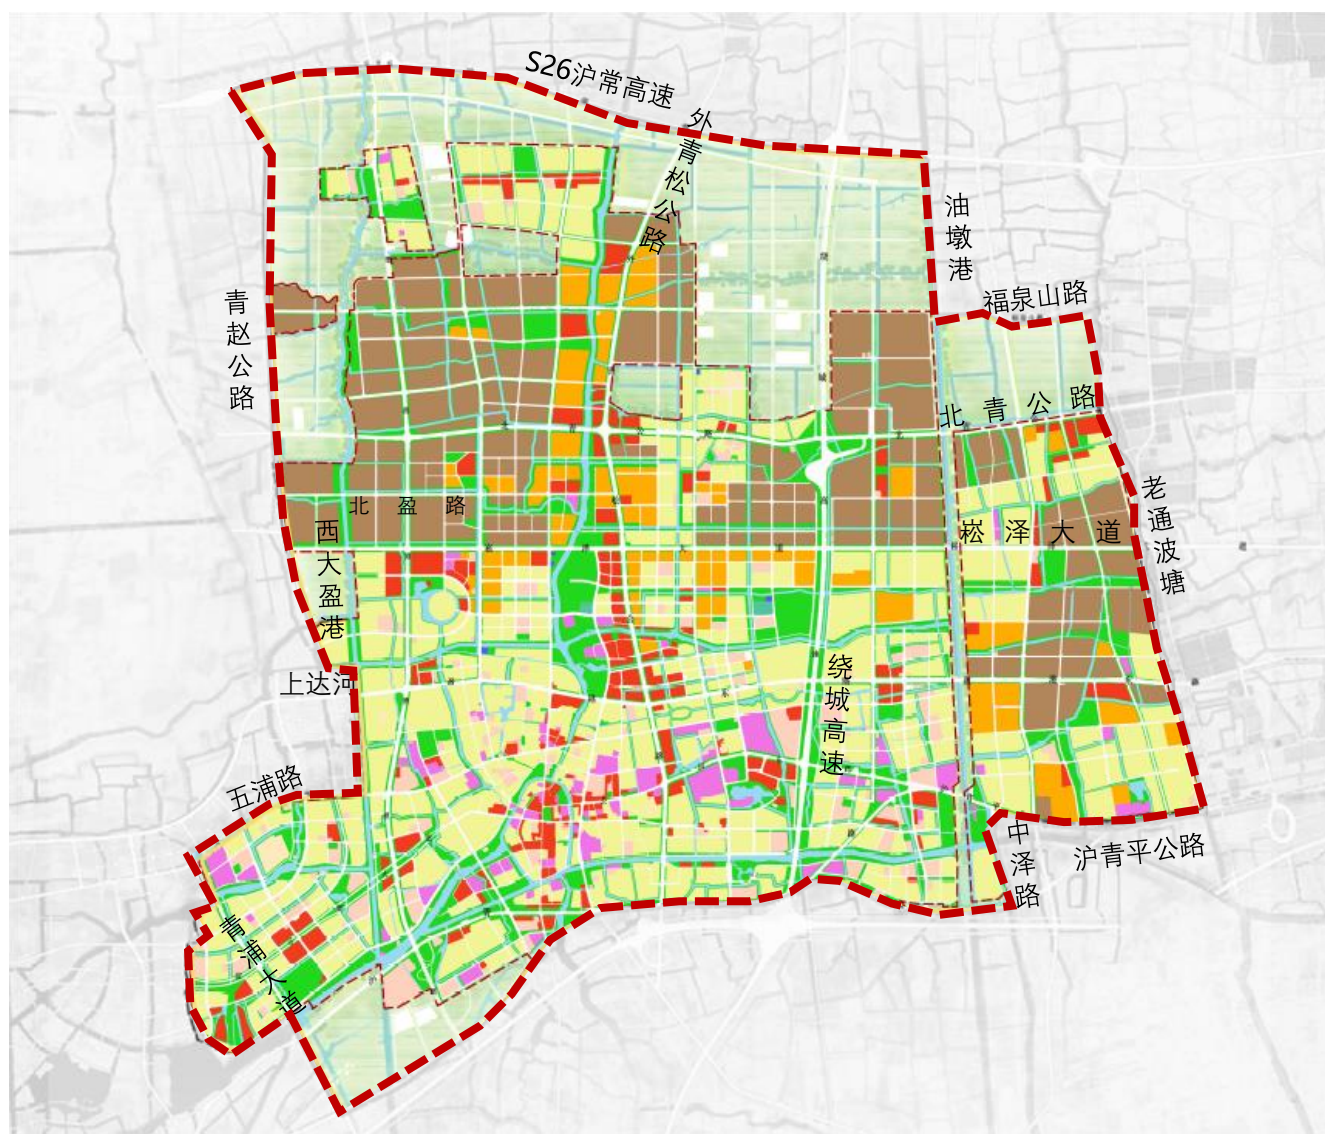 S26沪常高速
外青松公路
油墩港
福泉山路
青赵公路
北青公路
老通波塘
北盈路
西大盈港
崧泽大道
上达河
绕城高速
五浦路
青浦大道
中泽路
沪青平公路